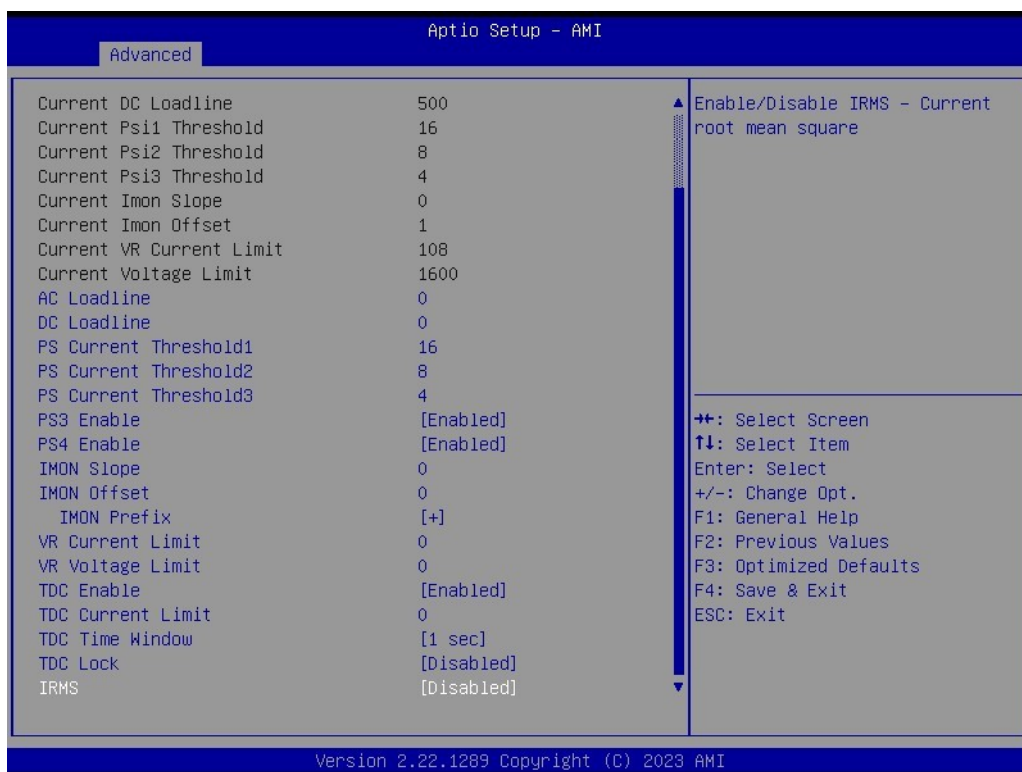 Aptio Setup – AMI
Advanced
Current DC Loadline 500
Current Psi1 Threshold 16
Current Psi2 Threshold 8
Current Psi3 Threshold 4
Current Imon Slope 0
Current Imon Offset 1
Current VR Current Limit 108
Current Voltage Limit 1600
AC Loadline 0
DC Loadline 0
PS Current Threshold1 16
PS Current Threshold2 8
PS Current Threshold3 4
PS3 Enable [Enabled]
PS4 Enable [Enabled]
IMON Slope 0
IMON Offset 0
IMON Prefix [+]
VR Current Limit 0
VR Voltage Limit 0
TDC Enable [Enabled]
TDC Current Limit 0
TDC Time Window [1 sec]
TDC Lock [Disabled]
IRMS [Disabled]
Enable/Disable IRMS – Current
root mean square
→←: Select Screen
↑↓: Select Item
Enter: Select
+/-: Change Opt.
F1: General Help
F2: Previous Values
F3: Optimized Defaults
F4: Save & Exit
ESC: Exit
Version 2.22.1289 Copyright (C) 2023 AMI